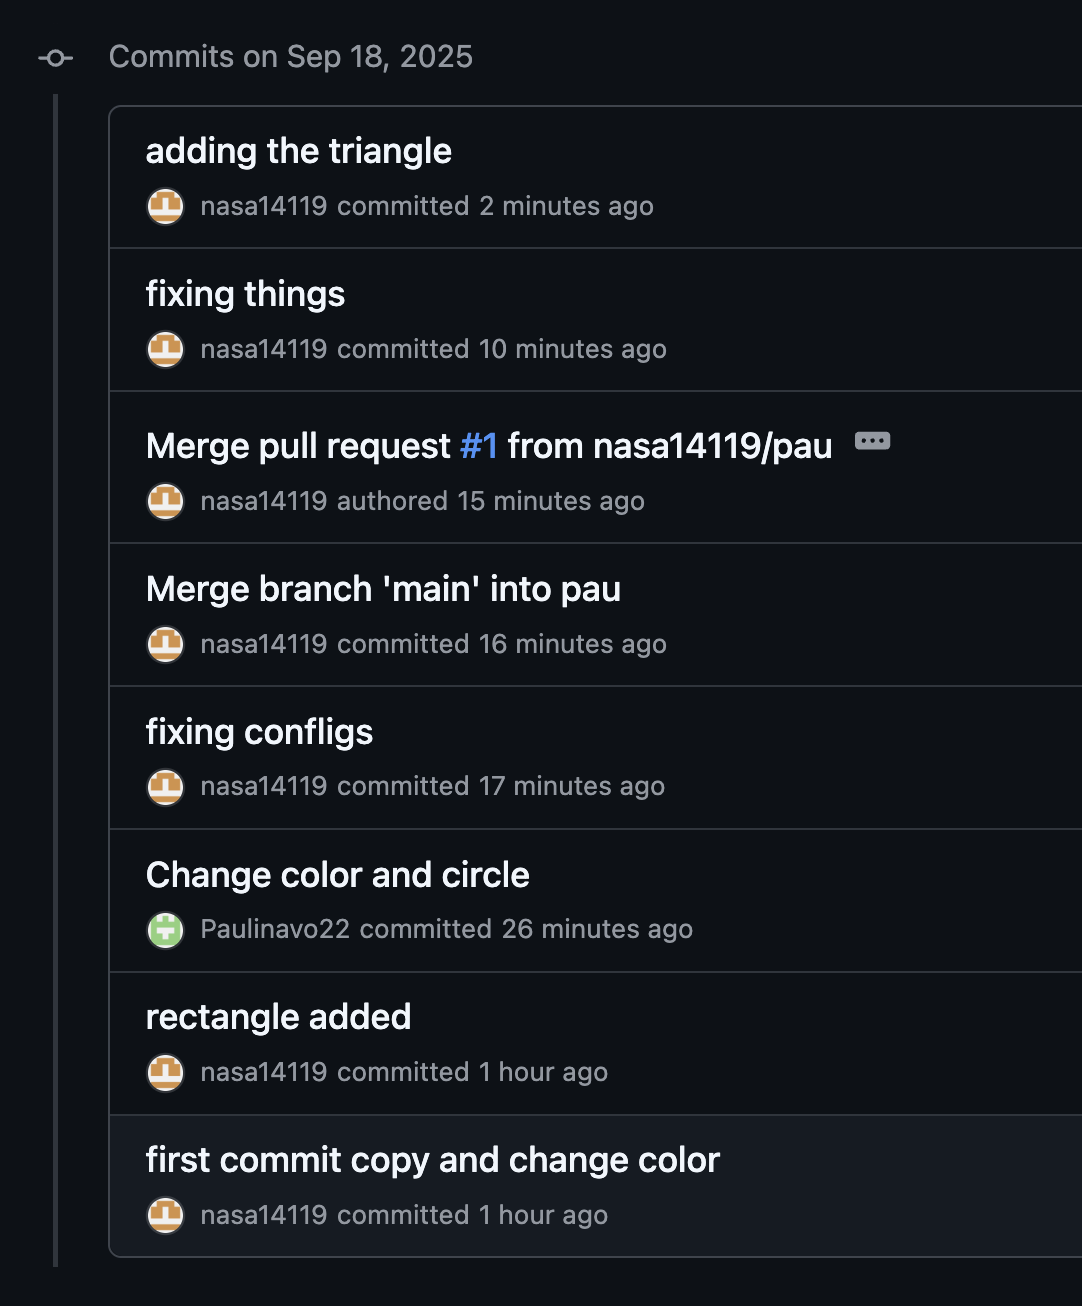 Commits on Sep 18, 2025
adding the triangle
nasa14119 committed 2 minutes ago
fixing things
nasa14119 committed 10 minutes ago
Merge pull request #1 from nasa14119/pau
nasa14119 authored 15 minutes ago
Merge branch 'main' into pau
nasa14119 committed 16 minutes ago
fixing confligs
nasa14119 committed 17 minutes ago
Change color and circle
Paulinavo22 committed 26 minutes ago
rectangle added
nasa14119 committed 1 hour ago
first commit copy and change color
nasa14119 committed 1 hour ago